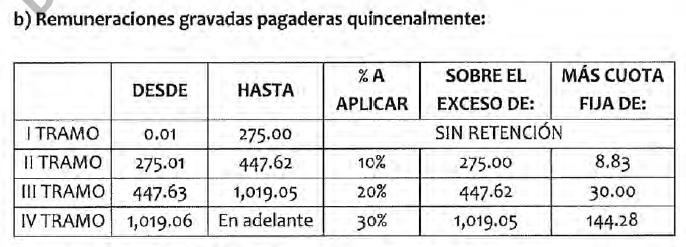 b) Remuneraciones gravadas pagaderas quincenalmente:
DESDE HASTA % A APLICAR SOBRE EL EXCESO DE: MÁS CUOTA FIJA DE:
I TRAMO 0.01 275.00 SIN RETENCIÓN
II TRAMO 275.01 447.62 10% 275.00 8.83
III TRAMO 447.63 1,019.05 20% 447.62 30.00
IV TRAMO 1,019.06 En adelante 30% 1,019.05 144.28